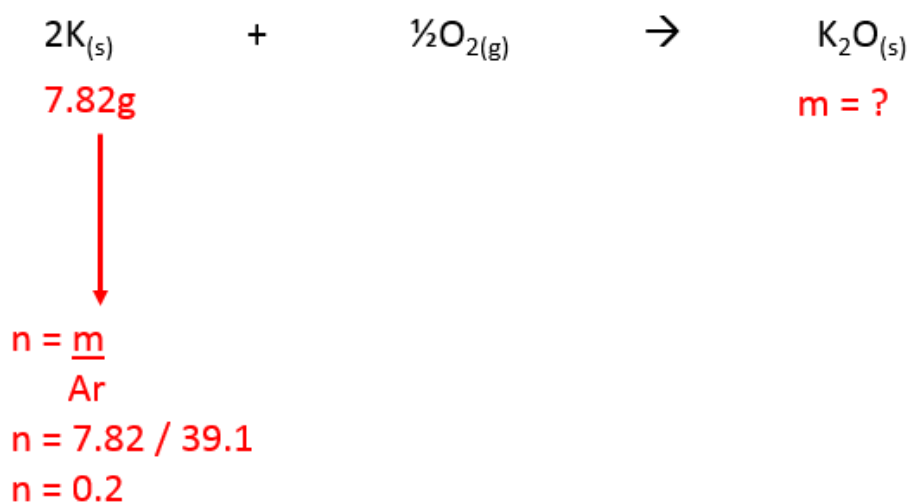 2K(s) + ½O2(g) → K2O(s)
7.82g m = ?
n = m
Ar
n = 7.82 / 39.1
n = 0.2